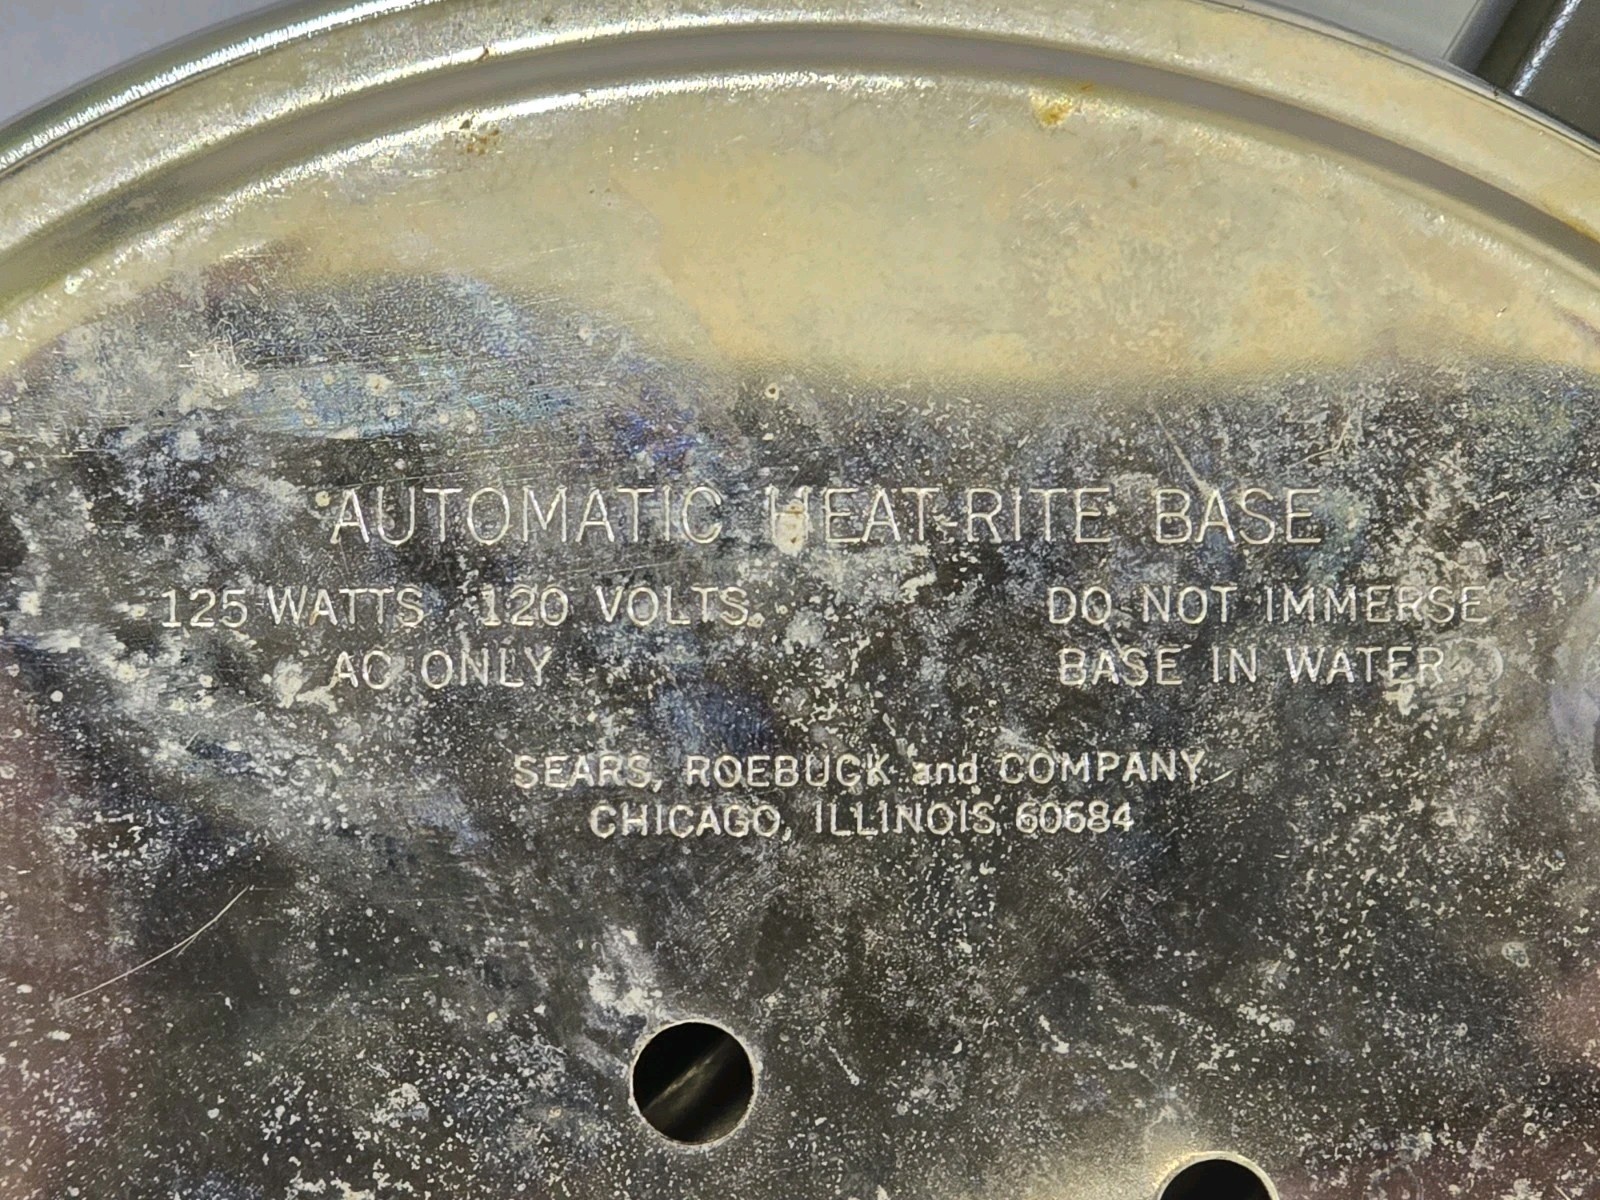 AUTOMATIC HEAT-RITE BASE
125 WATTS 120 VOLTS
AC ONLY
DO NOT IMMERSE
BASE IN WATER
SEARS, ROEBUCK and COMPANY
CHICAGO, ILLINOIS 60684